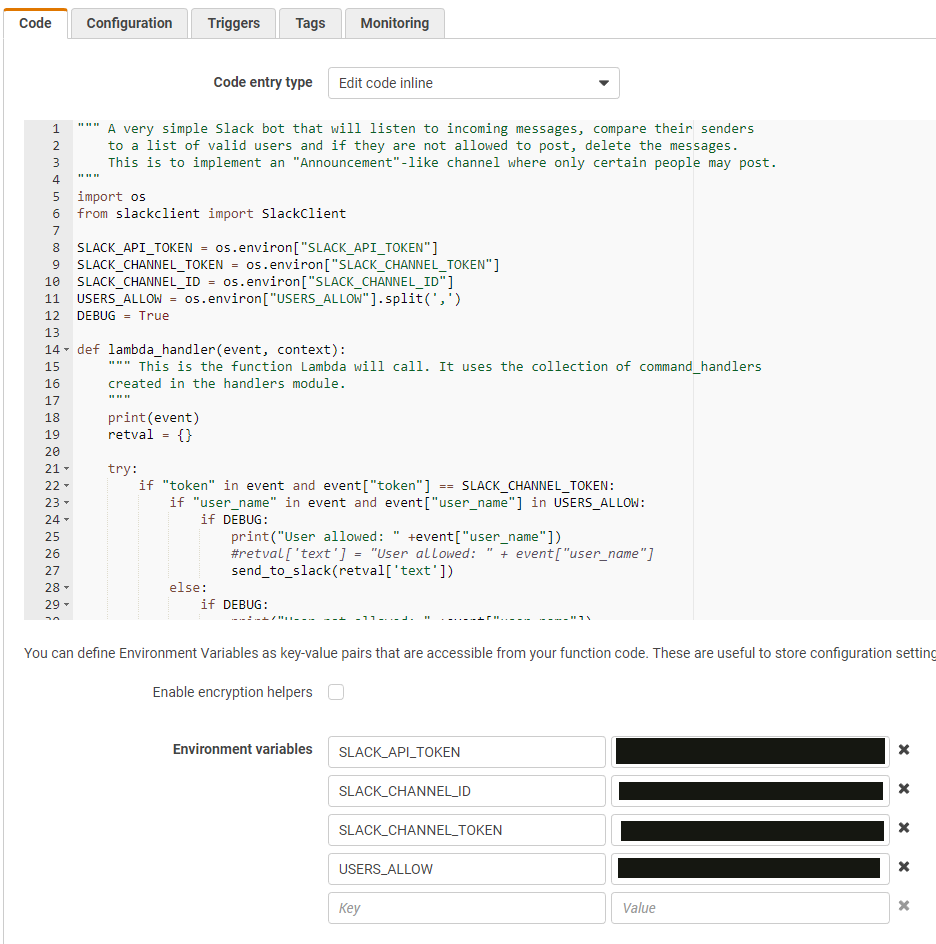 Code Configuration Triggers Tags Monitoring
Code entry type Edit code inline
1 """ A very simple Slack bot that will listen to incoming messages, compare their senders
2     to a list of valid users and if they are not allowed to post, delete the messages.
3     This is to implement an "Announcement"-like channel where only certain people may post.
4 """
5 import os
6 from slackclient import SlackClient
7
8 SLACK_API_TOKEN = os.environ["SLACK_API_TOKEN"]
9 SLACK_CHANNEL_TOKEN = os.environ["SLACK_CHANNEL_TOKEN"]
10 SLACK_CHANNEL_ID = os.environ["SLACK_CHANNEL_ID"]
11 USERS_ALLOW = os.environ["USERS_ALLOW"].split(',')
12 DEBUG = True
13
14 def lambda_handler(event, context):
15     """ This is the function Lambda will call. It uses the collection of command_handlers
16     created in the handlers module.
17     """
18     print(event)
19     retval = {}
20
21     try:
22         if "token" in event and event["token"] == SLACK_CHANNEL_TOKEN:
23             if "user_name" in event and event["user_name"] in USERS_ALLOW:
24                 if DEBUG:
25                     print("User allowed: " +event["user_name"])
26                     #retval['text'] = "User allowed: " + event["user_name"]
27                     send_to_slack(retval['text'])
28             else:
29                 if DEBUG:
You can define Environment Variables as key-value pairs that are accessible from your function code. These are useful to store configuration setting
Enable encryption helpers
Environment variables SLACK_API_TOKEN
SLACK_CHANNEL_ID
SLACK_CHANNEL_TOKEN
USERS_ALLOW
Key Value